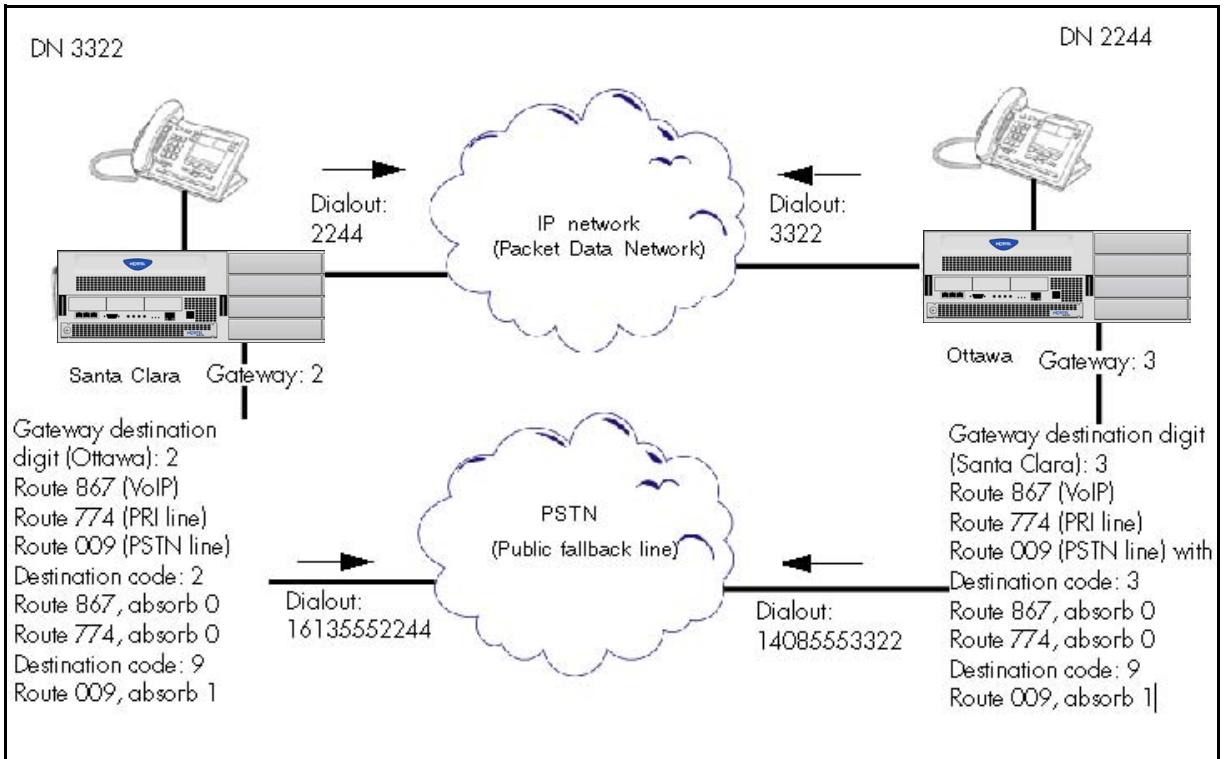 DN 3322
DN 2244
Dialout:
2244
IP network
(Packet Data Network)
Dialout:
3322
NORTEL
NORTEL
NORTEL
NORTEL
Santa Clara
Gateway: 2
Ottawa
Gateway: 3
Gateway destination
digit (Ottawa): 2
Route 867 (VoIP)
Route 774 (PRI line)
Route 009 (PSTN line)
Destination code: 2
Route 867, absorb 0
Route 774, absorb 0
Destination code: 9
Route 009, absorb 1
Dialout:
16135552244
PSTN
(Public fallback line)
Dialout:
14085553322
Gateway destination digit
(Santa Clara): 3
Route 867 (VoIP)
Route 774 (PRI line)
Route 009 (PSTN line) with
Destination code: 3
Route 867, absorb 0
Route 774, absorb 0
Destination code: 9
Route 009, absorb 1